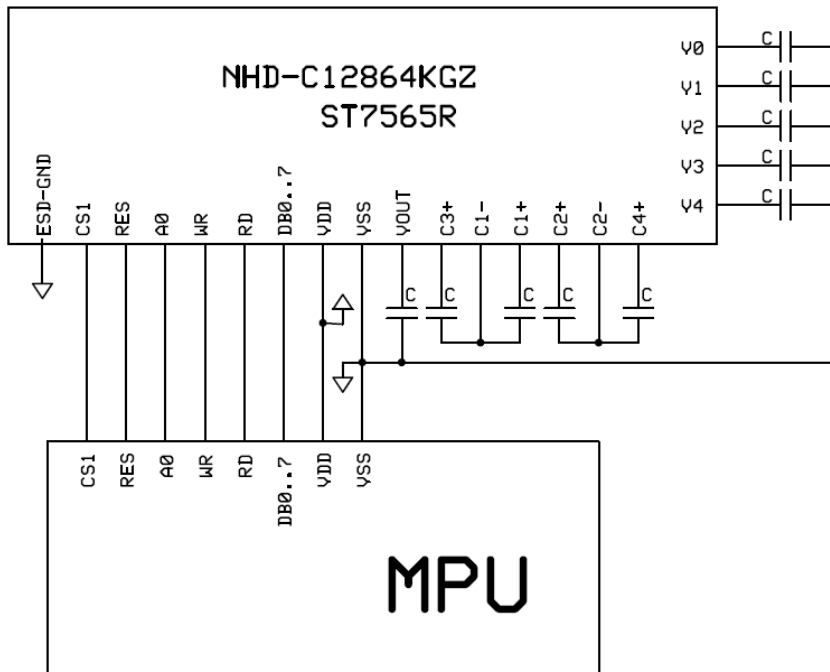 NHD-C12864KGZ
ST7565R
V0
V1
V2
V3
V4
C
C
C
C
C
ESD-GND
CS1
RES
A0
WR
RD
DB0..7
VDD
VSS
VOUT
C3+
C1-
C1+
C2+
C2-
C4+
C
C
C
C
C
CS1
RES
A0
WR
RD
DB0..7
VDD
VSS
MPU